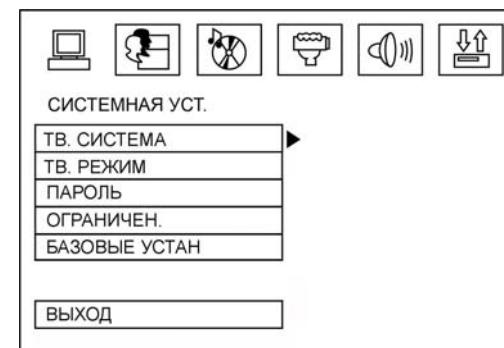 СИСТЕМНАЯ УСТ.
ТВ. СИСТЕМА
ТВ. РЕЖИМ
ПАРОЛЬ
ОГРАНИЧЕН.
БАЗОВЫЕ УСТАН
ВЫХОД